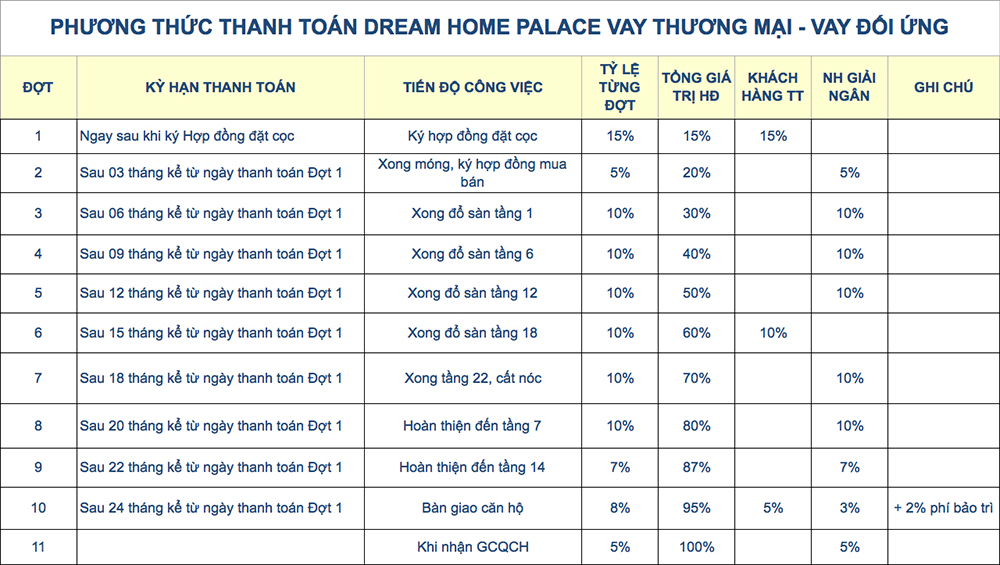 PHƯƠNG THỨC THANH TOÁN DREAM HOME PALACE VAY THƯƠNG MẠI - VAY ĐỐI ỨNG
ĐỢT KỲ HẠN THANH TOÁN TIẾN ĐỘ CÔNG VIỆC TỶ LỆ TỪNG ĐỢT TỔNG GIÁ TRỊ HĐ KHÁCH HÀNG TT NH GIẢI NGÂN GHI CHÚ
1 Ngay sau khi ký Hợp đồng đặt cọc Ký hợp đồng đặt cọc 15% 15% 15%
2 Sau 03 tháng kể từ ngày thanh toán Đợt 1 Xong móng, ký hợp đồng mua bán 5% 20% 5%
3 Sau 06 tháng kể từ ngày thanh toán Đợt 1 Xong đổ sàn tầng 1 10% 30% 10%
4 Sau 09 tháng kể từ ngày thanh toán Đợt 1 Xong đổ sàn tầng 6 10% 40% 10%
5 Sau 12 tháng kể từ ngày thanh toán Đợt 1 Xong đổ sàn tầng 12 10% 50% 10%
6 Sau 15 tháng kể từ ngày thanh toán Đợt 1 Xong đổ sàn tầng 18 10% 60% 10%
7 Sau 18 tháng kể từ ngày thanh toán Đợt 1 Xong tầng 22, cất nóc 10% 70% 10%
8 Sau 20 tháng kể từ ngày thanh toán Đợt 1 Hoàn thiện đến tầng 7 10% 80% 10%
9 Sau 22 tháng kể từ ngày thanh toán Đợt 1 Hoàn thiện đến tầng 14 7% 87% 7%
10 Sau 24 tháng kể từ ngày thanh toán Đợt 1 Bàn giao căn hộ 8% 95% 5% 3% + 2% phí bảo trì
11 Khi nhận GCQCH 5% 100% 5%